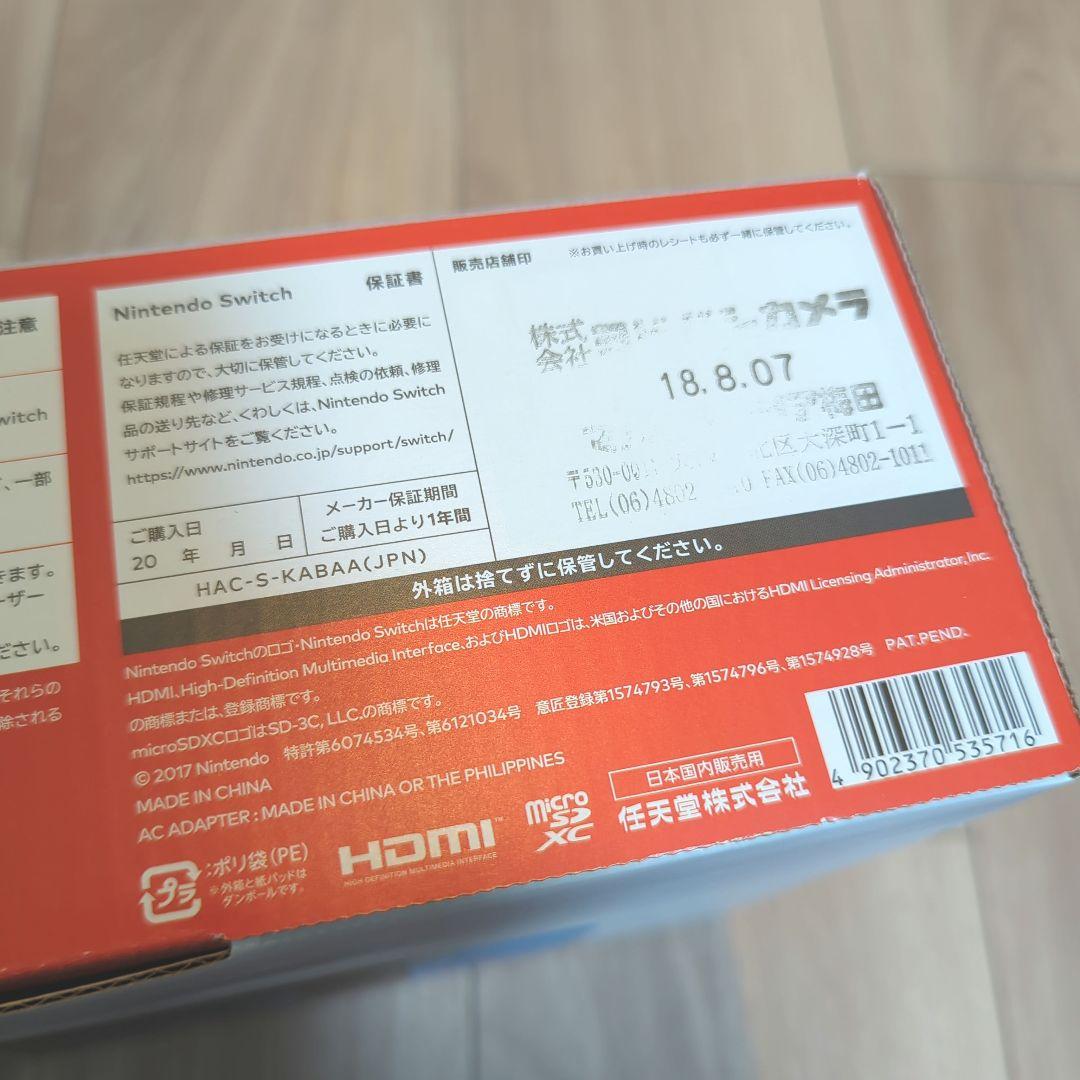 注意
witch
、一部
きます。
ーザー
ださい。
それらの
除される
Nintendo Switch 保証書
任天堂による保証をお受けになるときに必要に
なりますので、大切に保管してください。
保証規程や修理サービス規程、点検の依頼、修理
品の送り先など、くわしくは、Nintendo Switch
サポートサイトをご覧ください。
https://www.nintendo.co.jp/support/switch/
ご購入日
20 年 月 日
メーカー保証期間
ご購入日より1年間
HAC-S-KABAA(JPN)
販売店舗印 ※お買い上げ時のレシートも必ず一緒に保管してください。
株式
会社
カメラ
18.8.07
梅田
北区大深町1-1
〒530-00
TEL(06)4802 0 FAX(06)4802-1011
外箱は捨てずに保管してください。
Nintendo Switchのロゴ・Nintendo Switchは任天堂の商標です。
HDMI、High-Definition Multimedia Interface、およびHDMIロゴは、米国およびその他の国におけるHDMI Licensing Administrator, Inc.
の商標または、登録商標です。
microSDXCロゴはSD-3C, LLC.の商標です。
© 2017 Nintendo 特許第6074534号、第6121034号 意匠登録第1574793号、第1574796号、第1574928号 PAT.PEND.
MADE IN CHINA
AC ADAPTER : MADE IN CHINA OR THE PHILIPPINES
プラ
:ポリ袋(PE)
※外箱と紙パッドは
ダンボールです。
HDMI™
HIGH DEFINITION MULTIMEDIA INTERFACE
micro
SD
XC
日本国内販売用
任天堂株式会社
4 902370 535716